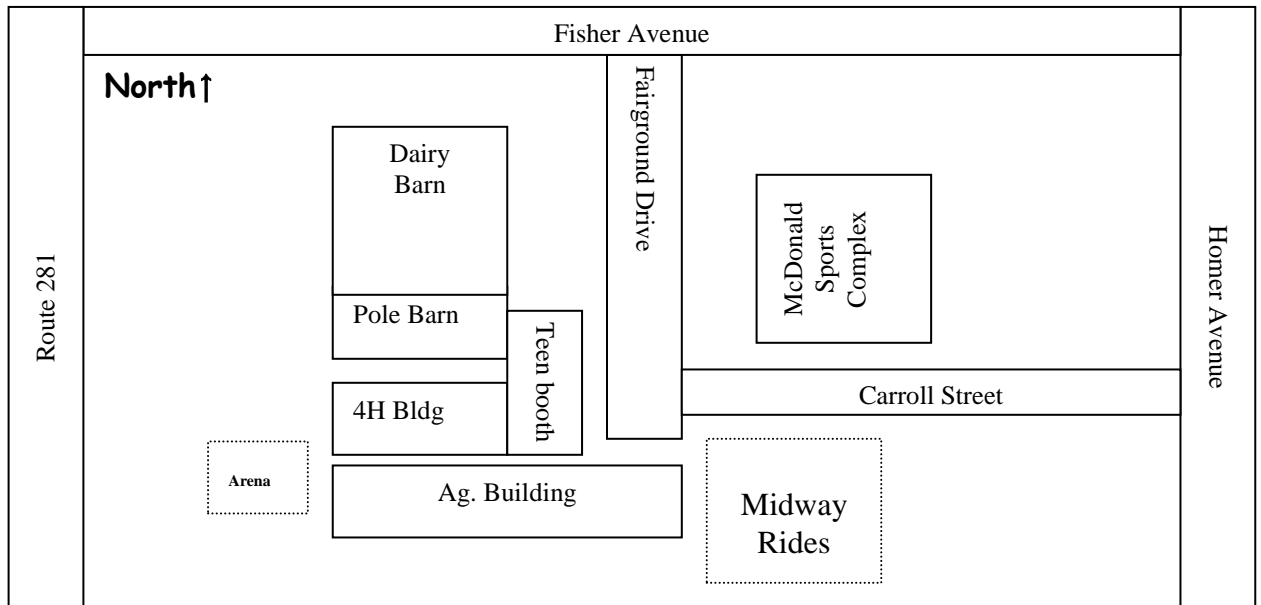 Fisher Avenue
North↑
Fairground Drive
Dairy
Barn
McDonald
Sports
Complex
Route 281
Homer Avenue
Pole Barn
Teen booth
4H Bldg
Carroll Street
Arena
Ag. Building
Midway
Rides